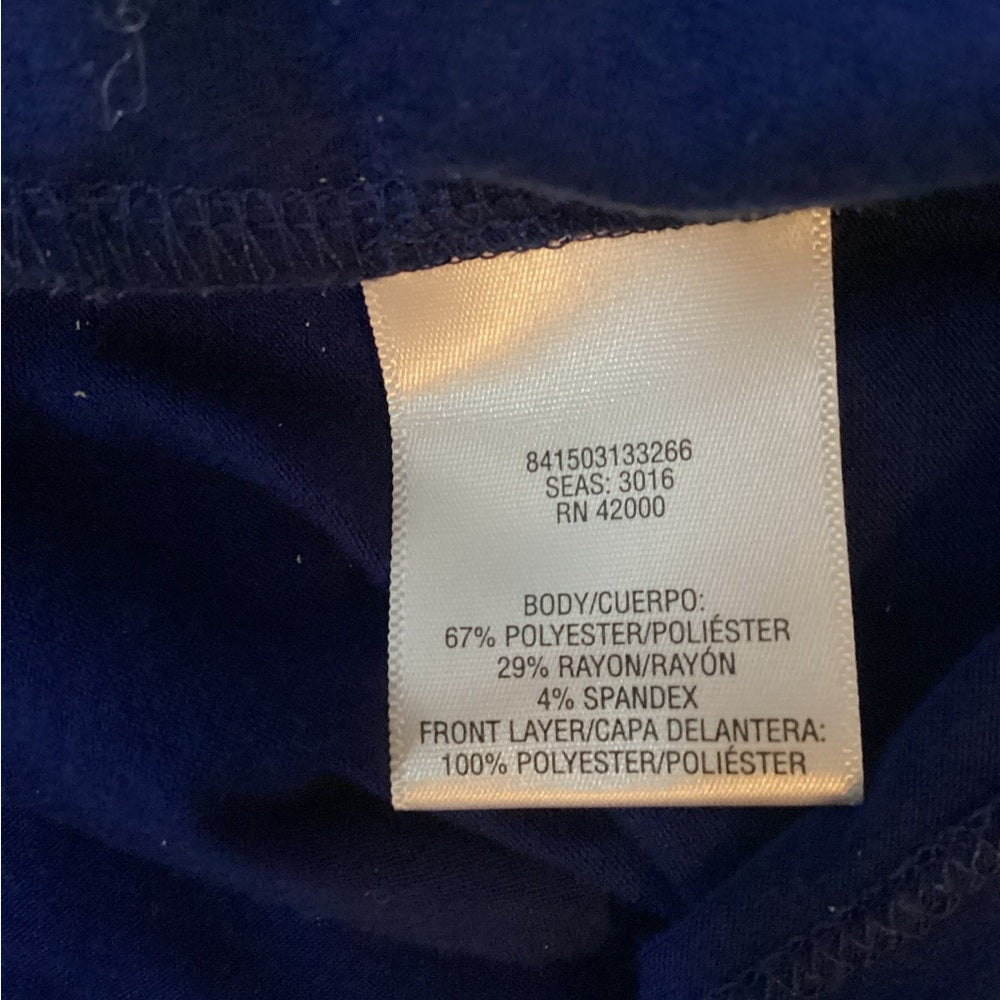 841503133266
SEAS: 3016
RN 42000
BODY/CUERPO:
67% POLYESTER/POLIÉSTER
29% RAYON/RAYÓN
4% SPANDEX
FRONT LAYER/CAPA DELANTERA:
100% POLYESTER/POLIÉSTER